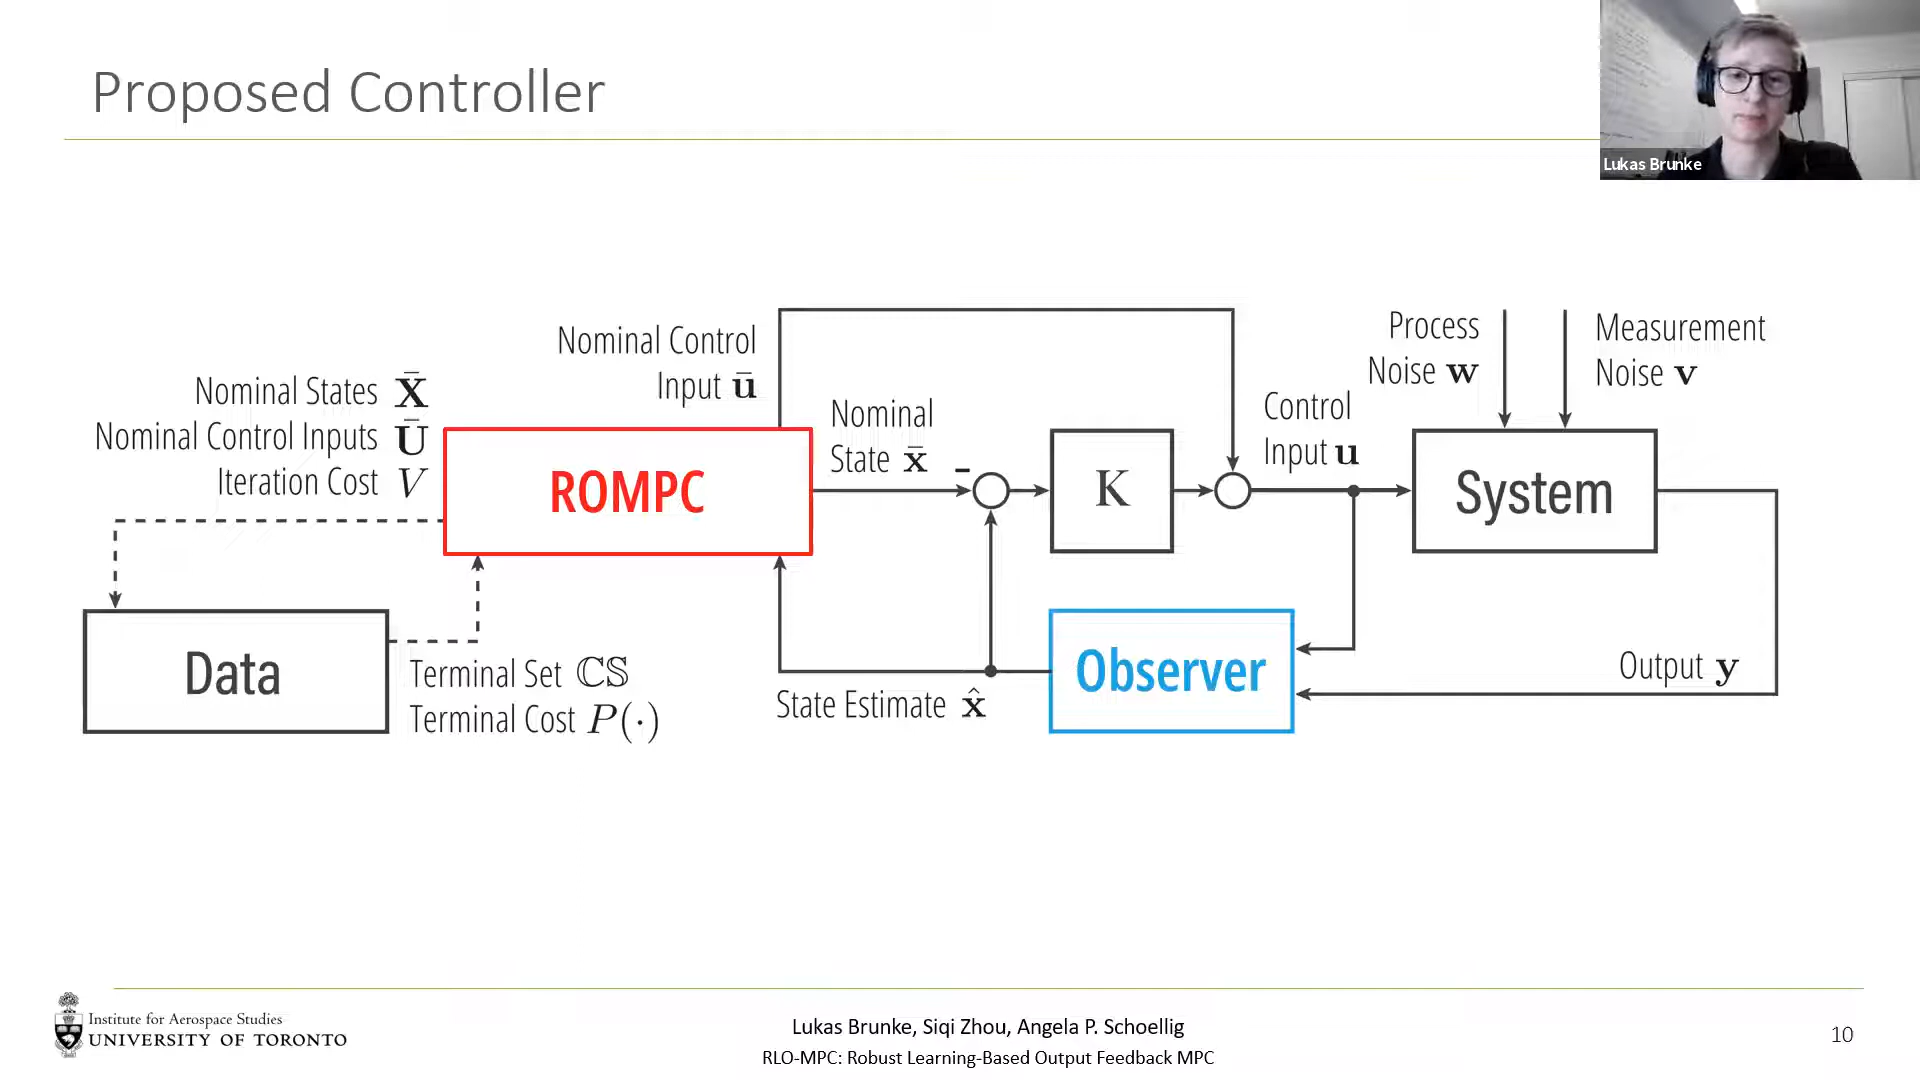 Proposed Controller
Lukas Brunke
Nominal Control
Input ū
Process
Noise w
Measurement
Noise v
Nominal States X̄
Nominal Control Inputs Ū
Iteration Cost V
Nominal
State x̄
-
Control
Input u
ROMPC
K
System
Data
Terminal Set ℂ𝕊
Terminal Cost P(·)
State Estimate x̂
Observer
Output y
Institute for Aerospace Studies
UNIVERSITY OF TORONTO
Lukas Brunke, Siqi Zhou, Angela P. Schoellig
RLO-MPC: Robust Learning-Based Output Feedback MPC
10